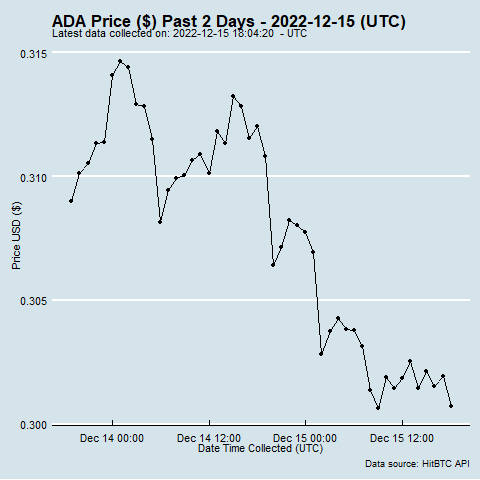 ADA Price ($) Past 2 Days - 2022-12-15 (UTC)
Latest data collected on: 2022-12-15 18:04:20 - UTC
0.315
0.310
0.305
0.300
Price USD ($)
Dec 14 00:00 Dec 14 12:00 Dec 15 00:00 Dec 15 12:00
Date Time Collected (UTC)
Data source: HitBTC API